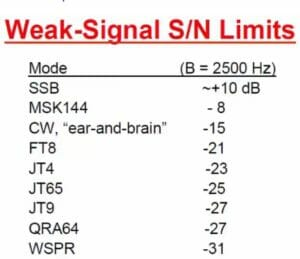 Weak-Signal S/N Limits
Mode (B = 2500 Hz)
SSB ~+10 dB
MSK144 - 8
CW, “ear-and-brain” -15
FT8 -21
JT4 -23
JT65 -25
JT9 -27
QRA64 -27
WSPR -31